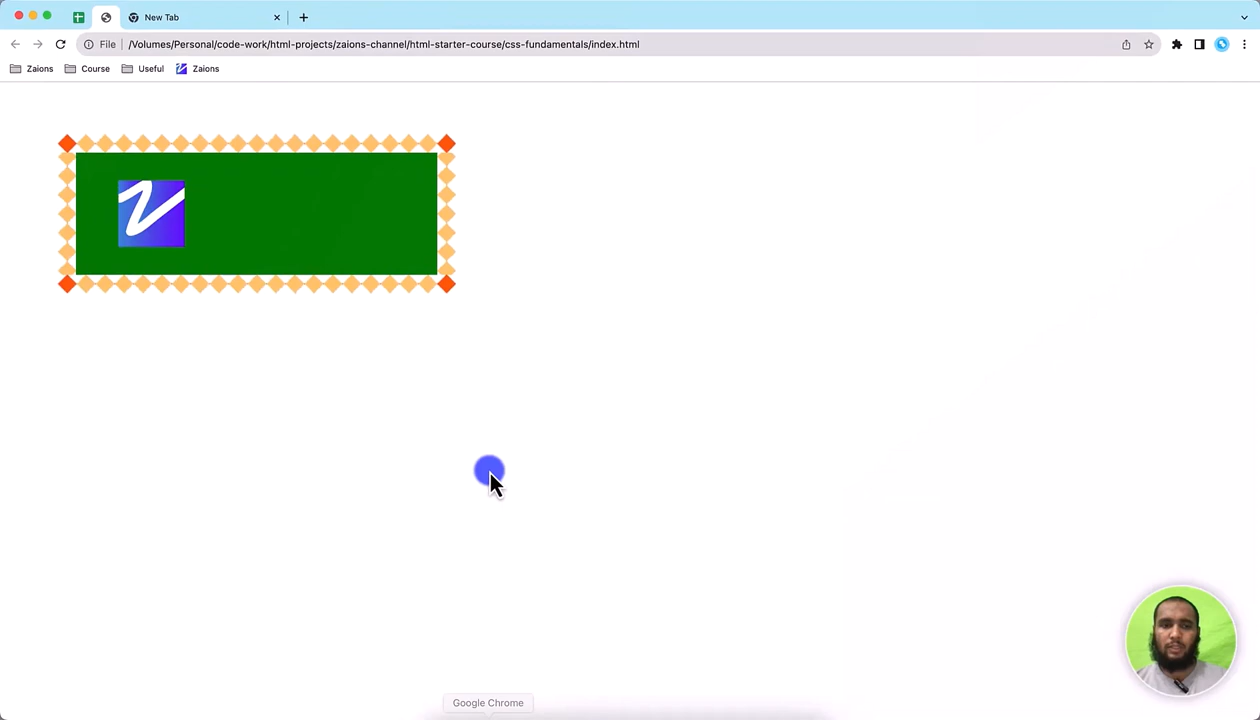 New Tab
File
/Volumes/Personal/code-work/html-projects/zaions-channel/html-starter-course/css-fundamentals/index.html
Zaions
Course
Useful
Zaions
Google Chrome